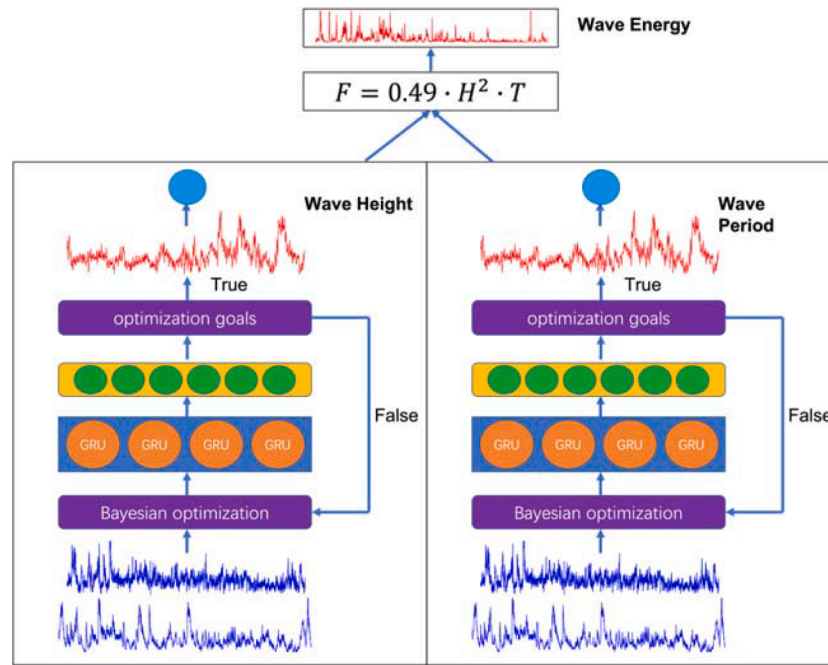 Wave Energy
F = 0.49 · H² · T
Wave Height
True
optimization goals
False
GRU GRU GRU GRU
Bayesian optimization
Wave
Period
True
optimization goals
False
GRU GRU GRU GRU
Bayesian optimization